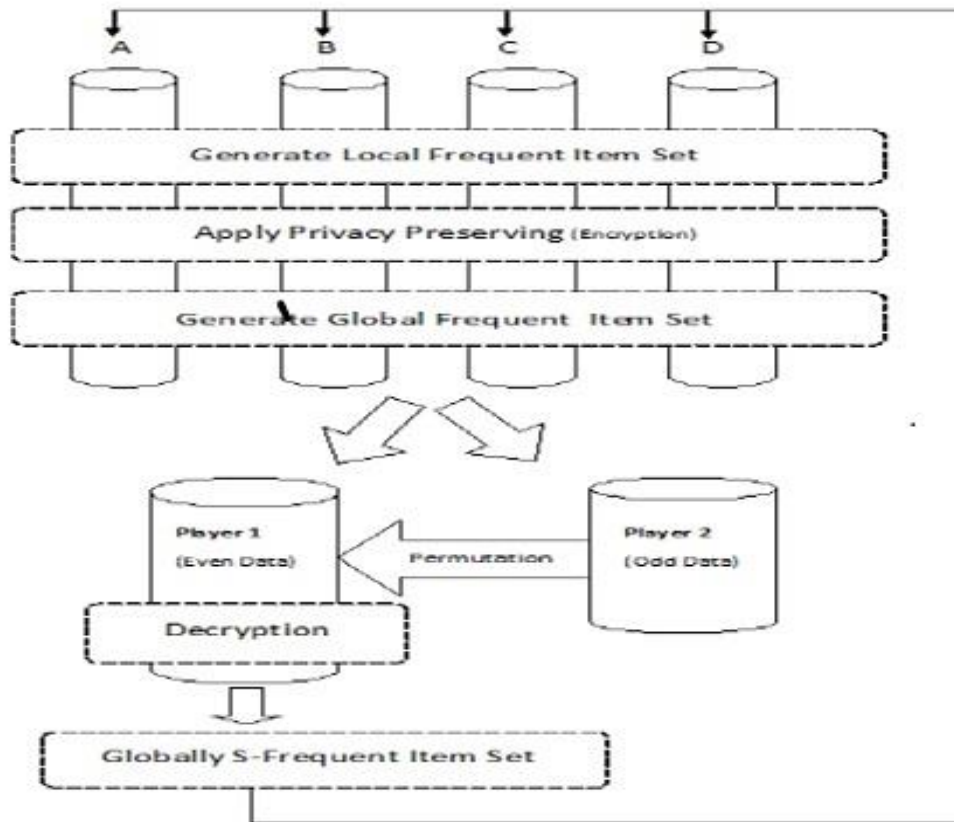 A B C D
Generate Local Frequent Item Set
Apply Privacy Preserving (Encryption)
Generate Global Frequent Item Set
Player 1
(Even Data)
Permutation
Player 2
(Odd Data)
Decryption
Globally S-Frequent Item Set